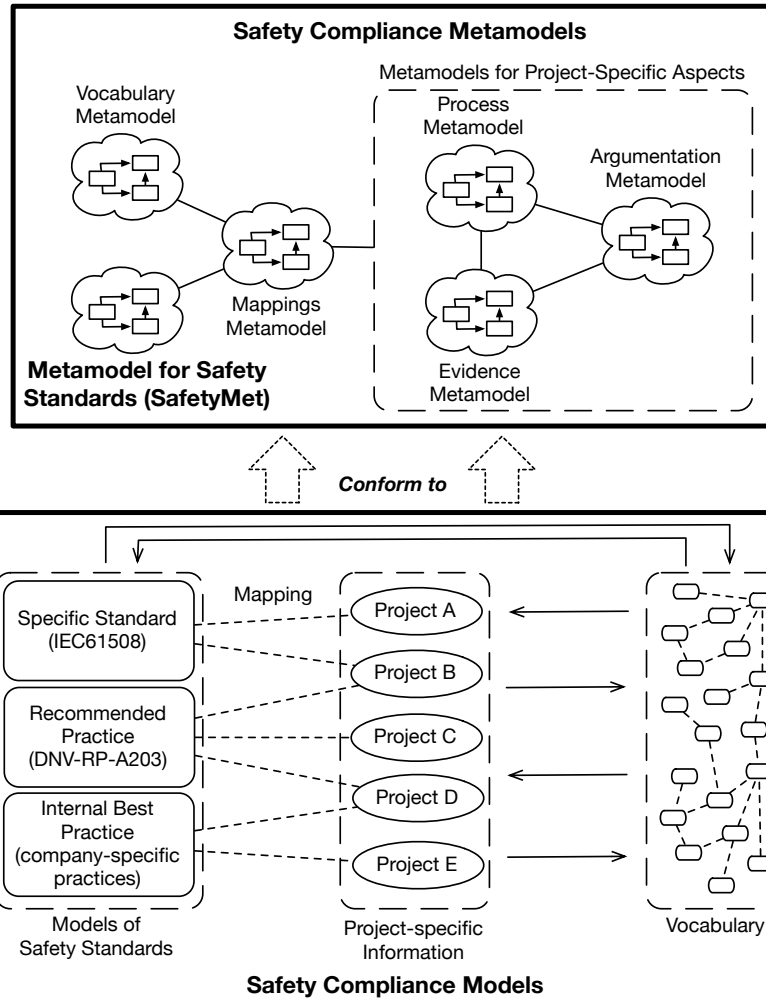 Safety Compliance Metamodels
Metamodels for Project-Specific Aspects
Vocabulary
Metamodel
Process
Metamodel
Argumentation
Metamodel
Mappings
Metamodel
Metamodel for Safety
Standards (SafetyMet)
Evidence
Metamodel
Conform to
Mapping
Specific Standard
(IEC61508)
Recommended
Practice
(DNV-RP-A203)
Internal Best
Practice
(company-specific
practices)
Project A
Project B
Project C
Project D
Project E
Models of
Safety Standards
Project-specific
Information
Vocabulary
Safety Compliance Models